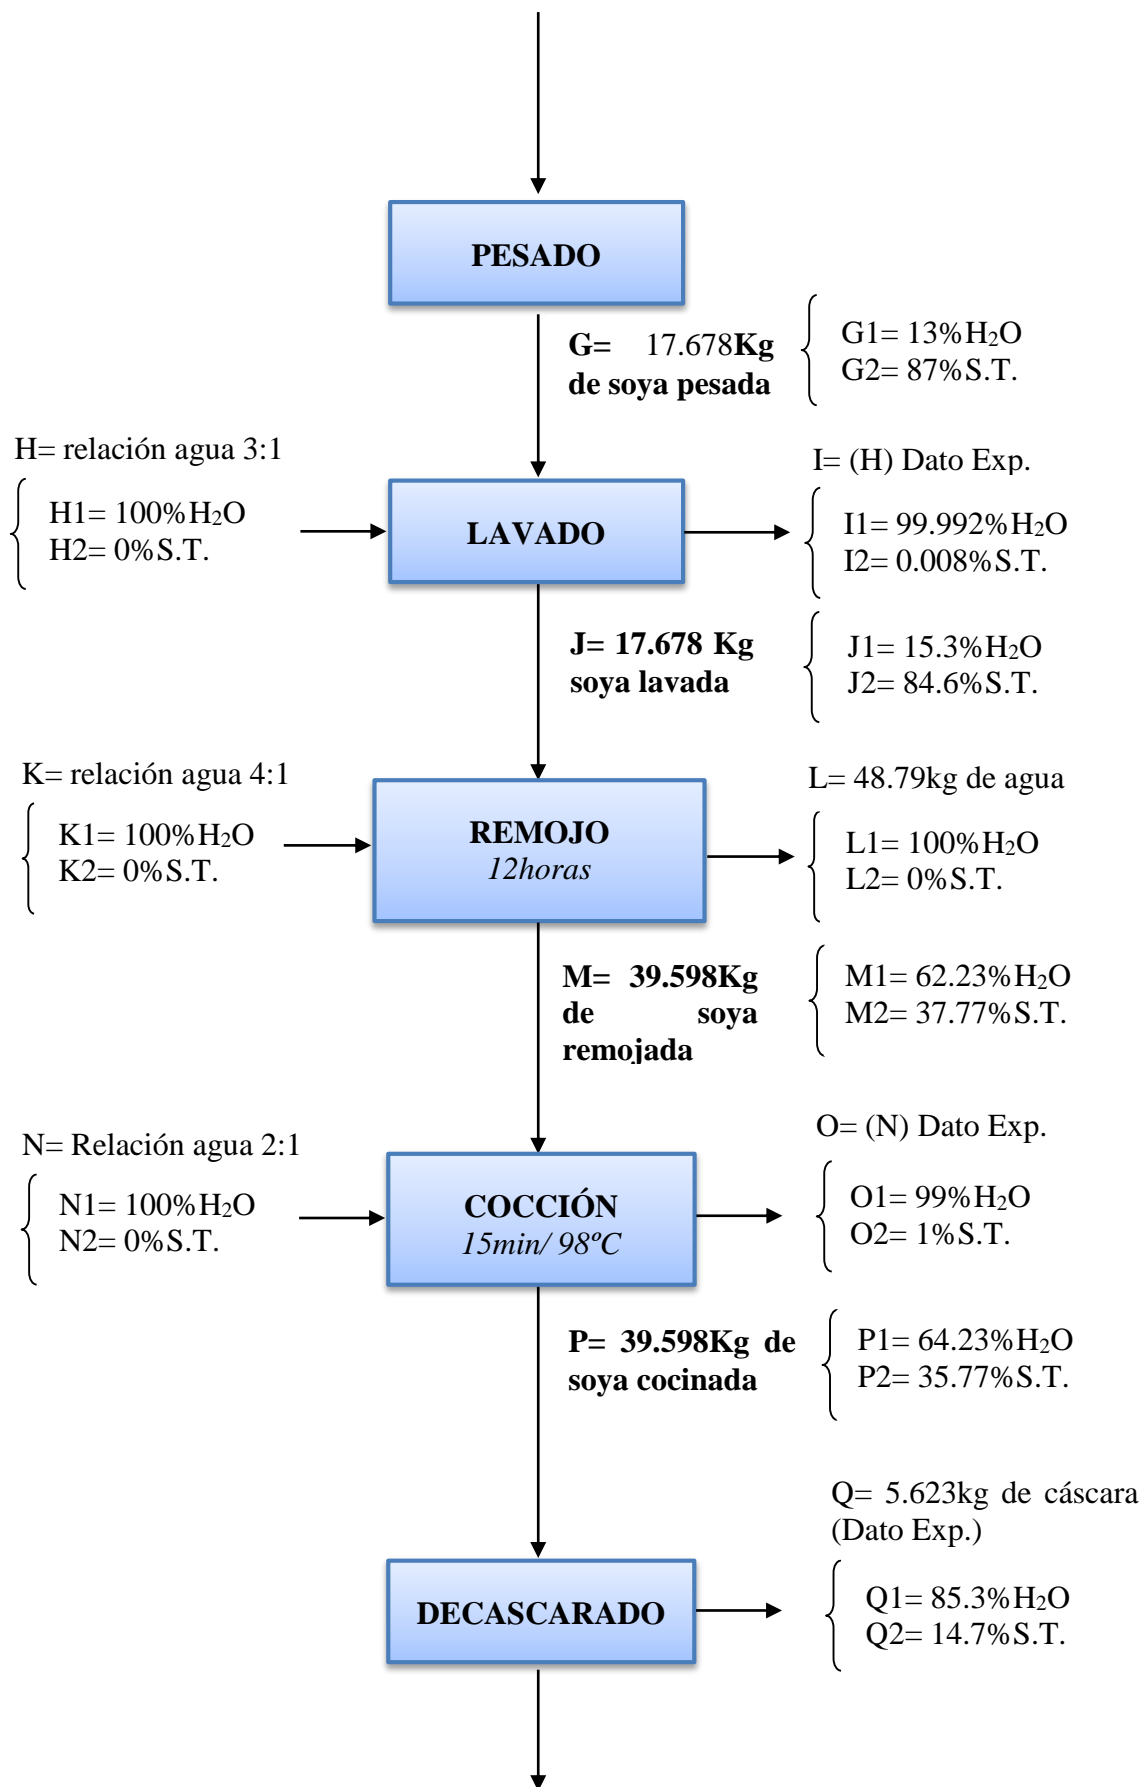 PESADO
G= 17.678Kg
de soya pesada
G1= 13%H₂O
G2= 87%S.T.
H= relación agua 3:1
H1= 100%H₂O
H2= 0%S.T.
LAVADO
I= (H) Dato Exp.
I1= 99.992%H₂O
I2= 0.008%S.T.
J= 17.678 Kg
soya lavada
J1= 15.3%H₂O
J2= 84.6%S.T.
K= relación agua 4:1
K1= 100%H₂O
K2= 0%S.T.
REMOJO
12horas
L= 48.79kg de agua
L1= 100%H₂O
L2= 0%S.T.
M= 39.598Kg
de soya
remojada
M1= 62.23%H₂O
M2= 37.77%S.T.
N= Relación agua 2:1
N1= 100%H₂O
N2= 0%S.T.
COCCIÓN
15min/ 98ºC
O= (N) Dato Exp.
O1= 99%H₂O
O2= 1%S.T.
P= 39.598Kg de
soya cocinada
P1= 64.23%H₂O
P2= 35.77%S.T.
DECASCARADO
Q= 5.623kg de cáscara
(Dato Exp.)
Q1= 85.3%H₂O
Q2= 14.7%S.T.